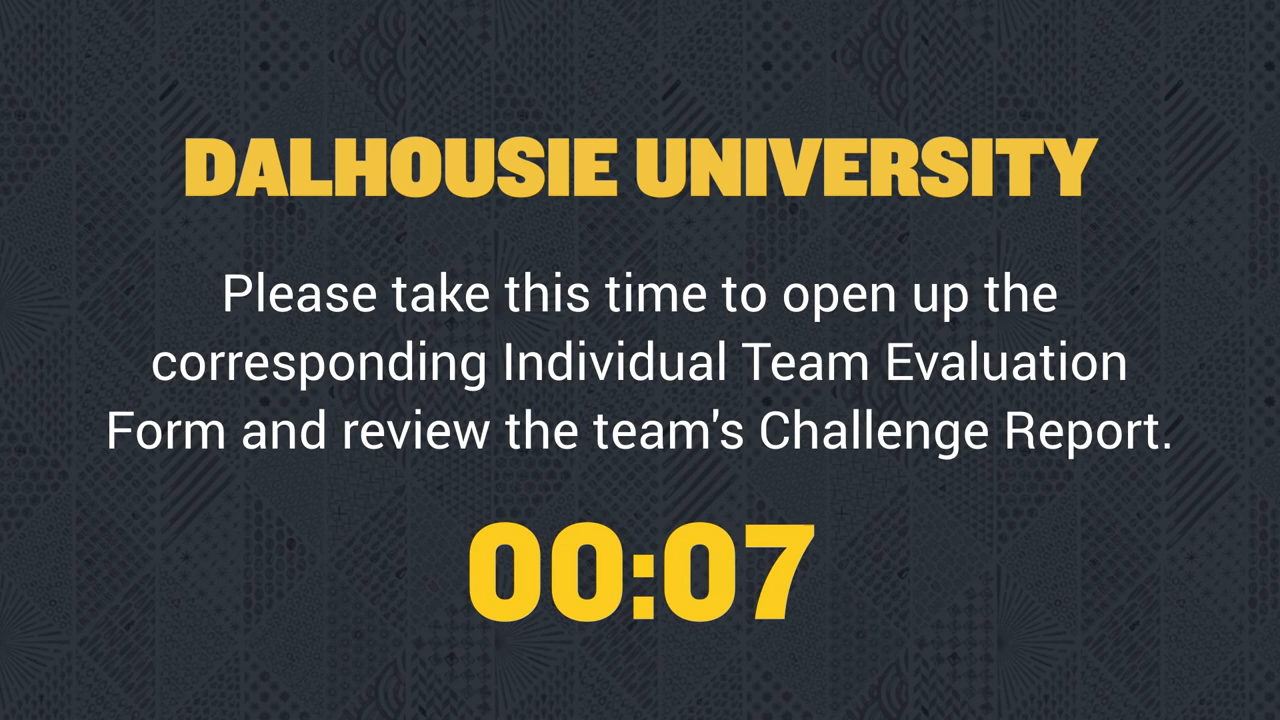 DALHOUSIE UNIVERSITY
Please take this time to open up the
corresponding Individual Team Evaluation
Form and review the team's Challenge Report.
00:07